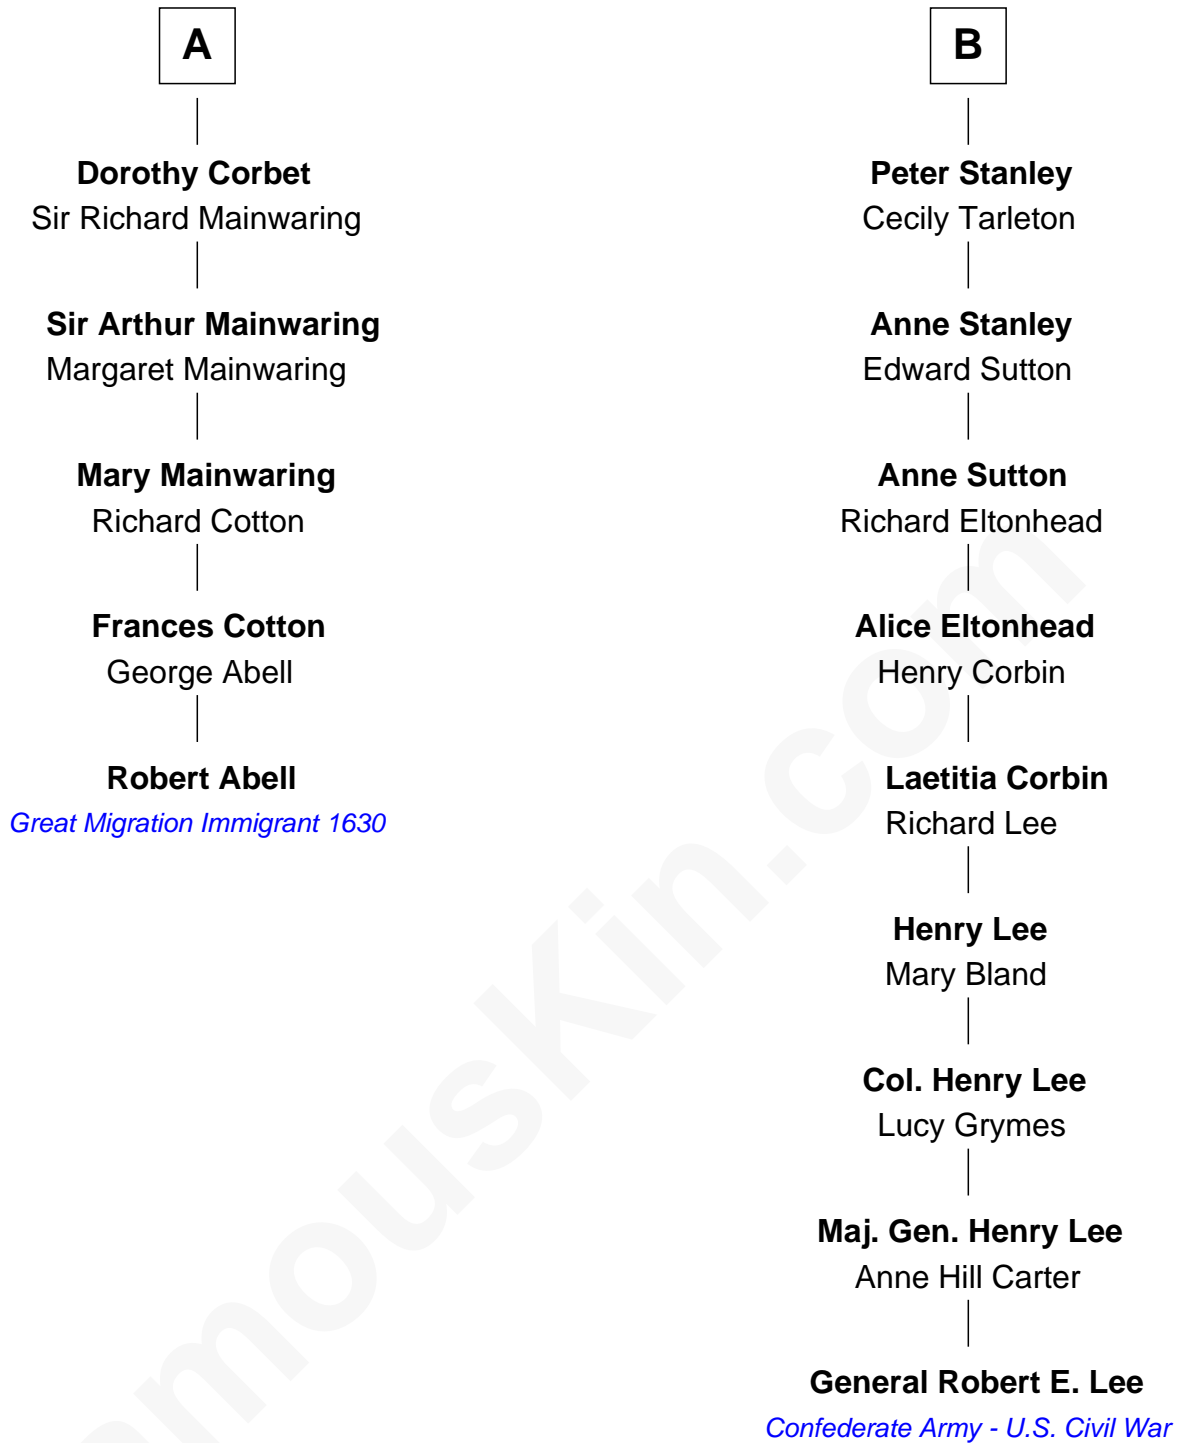 A
Dorothy Corbet
Sir Richard Mainwaring
Sir Arthur Mainwaring
Margaret Mainwaring
Mary Mainwaring
Richard Cotton
Frances Cotton
George Abell
Robert Abell
Great Migration Immigrant 1630
B
Peter Stanley
Cecily Tarleton
Anne Stanley
Edward Sutton
Anne Sutton
Richard Eltonhead
Alice Eltonhead
Henry Corbin
Laetitia Corbin
Richard Lee
Henry Lee
Mary Bland
Col. Henry Lee
Lucy Grymes
Maj. Gen. Henry Lee
Anne Hill Carter
General Robert E. Lee
Confederate Army - U.S. Civil War
amouskin.com